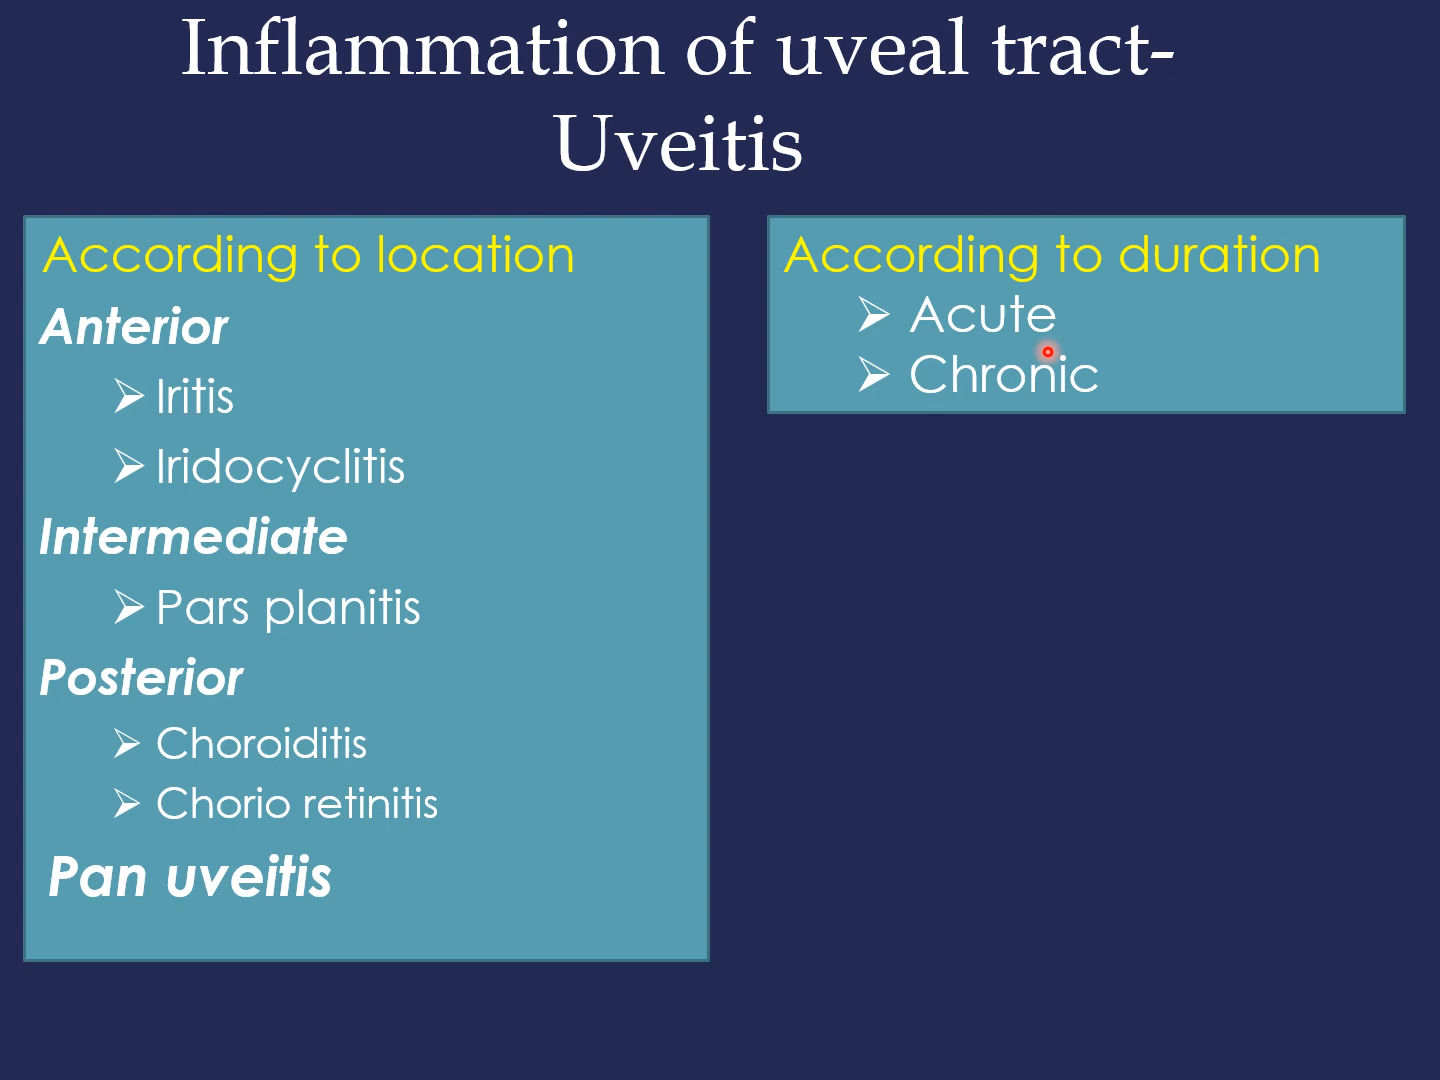 Inflammation of uveal tract-
Uveitis
According to location
Anterior
Iritis
Iridocyclitis
Intermediate
Pars planitis
Posterior
Choroiditis
Chorio retinitis
Pan uveitis
According to duration
Acute
Chronic